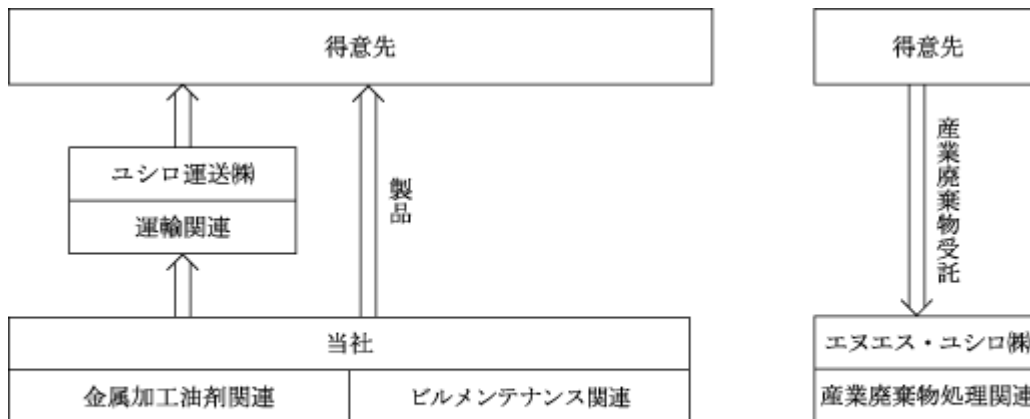 得意先
得意先
ユシロ運送㈱
運輸関連
製品
産業廃棄物受託
当社
エヌエス・ユシロ㈱
金属加工油剤関連
ビルメンテナンス関連
産業廃棄物処理関連